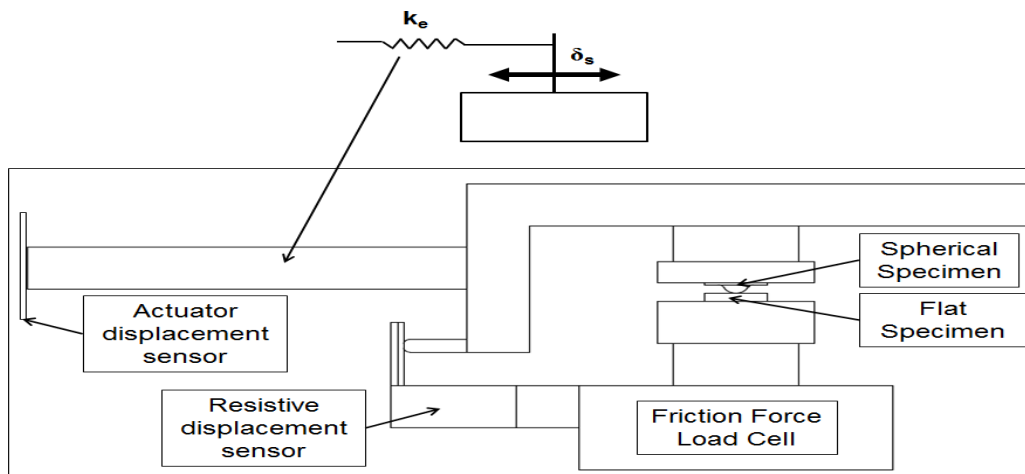 kₑ
δₛ
Spherical
Specimen
Flat
Specimen
Actuator
displacement
sensor
Resistive
displacement
sensor
Friction Force
Load Cell